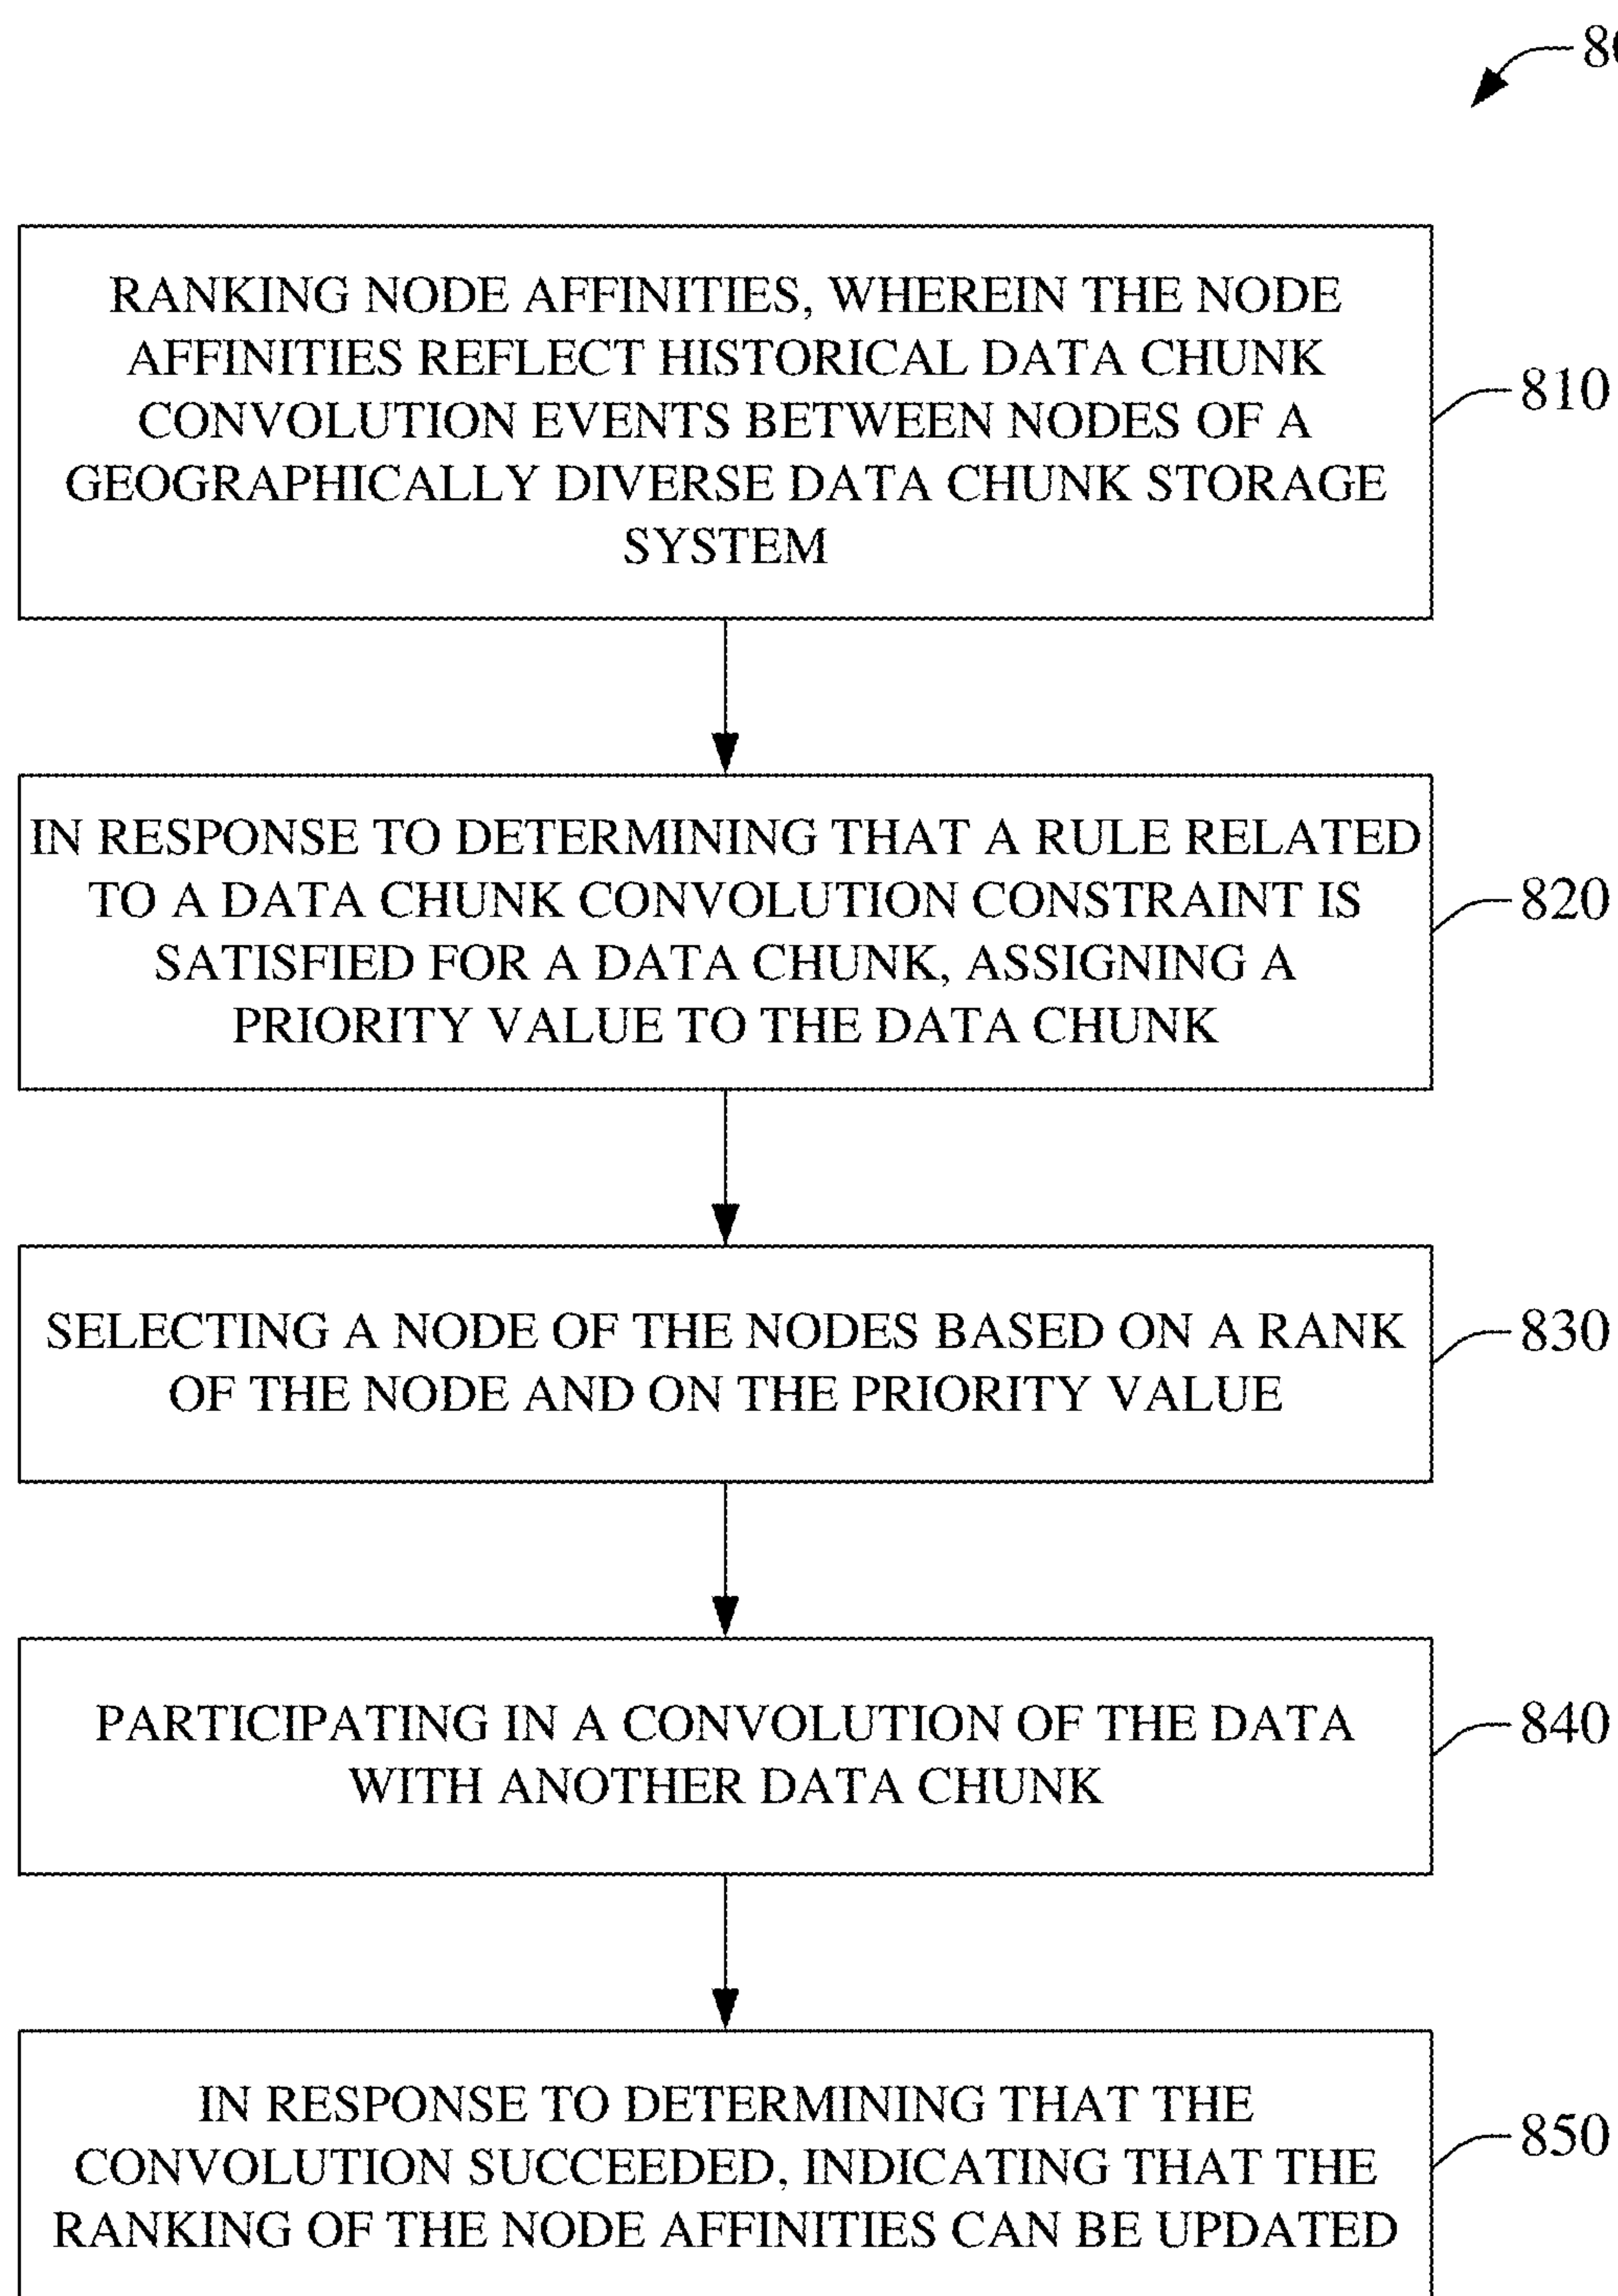 RANKING NODE AFFINITIES, WHEREIN THE NODE
AFFINITIES REFLECT HISTORICAL DATA CHUNK
CONVOLUTION EVENTS BETWEEN NODES OF A
GEOGRAPHICALLY DIVERSE DATA CHUNK STORAGE
SYSTEM
810
IN RESPONSE TO DETERMINING THAT A RULE RELATED
TO A DATA CHUNK CONVOLUTION CONSTRAINT IS
SATISFIED FOR A DATA CHUNK, ASSIGNING A
PRIORITY VALUE TO THE DATA CHUNK
820
SELECTING A NODE OF THE NODES BASED ON A RANK
OF THE NODE AND ON THE PRIORITY VALUE
830
PARTICIPATING IN A CONVOLUTION OF THE DATA
WITH ANOTHER DATA CHUNK
840
IN RESPONSE TO DETERMINING THAT THE
CONVOLUTION SUCCEEDED, INDICATING THAT THE
RANKING OF THE NODE AFFINITIES CAN BE UPDATED
850